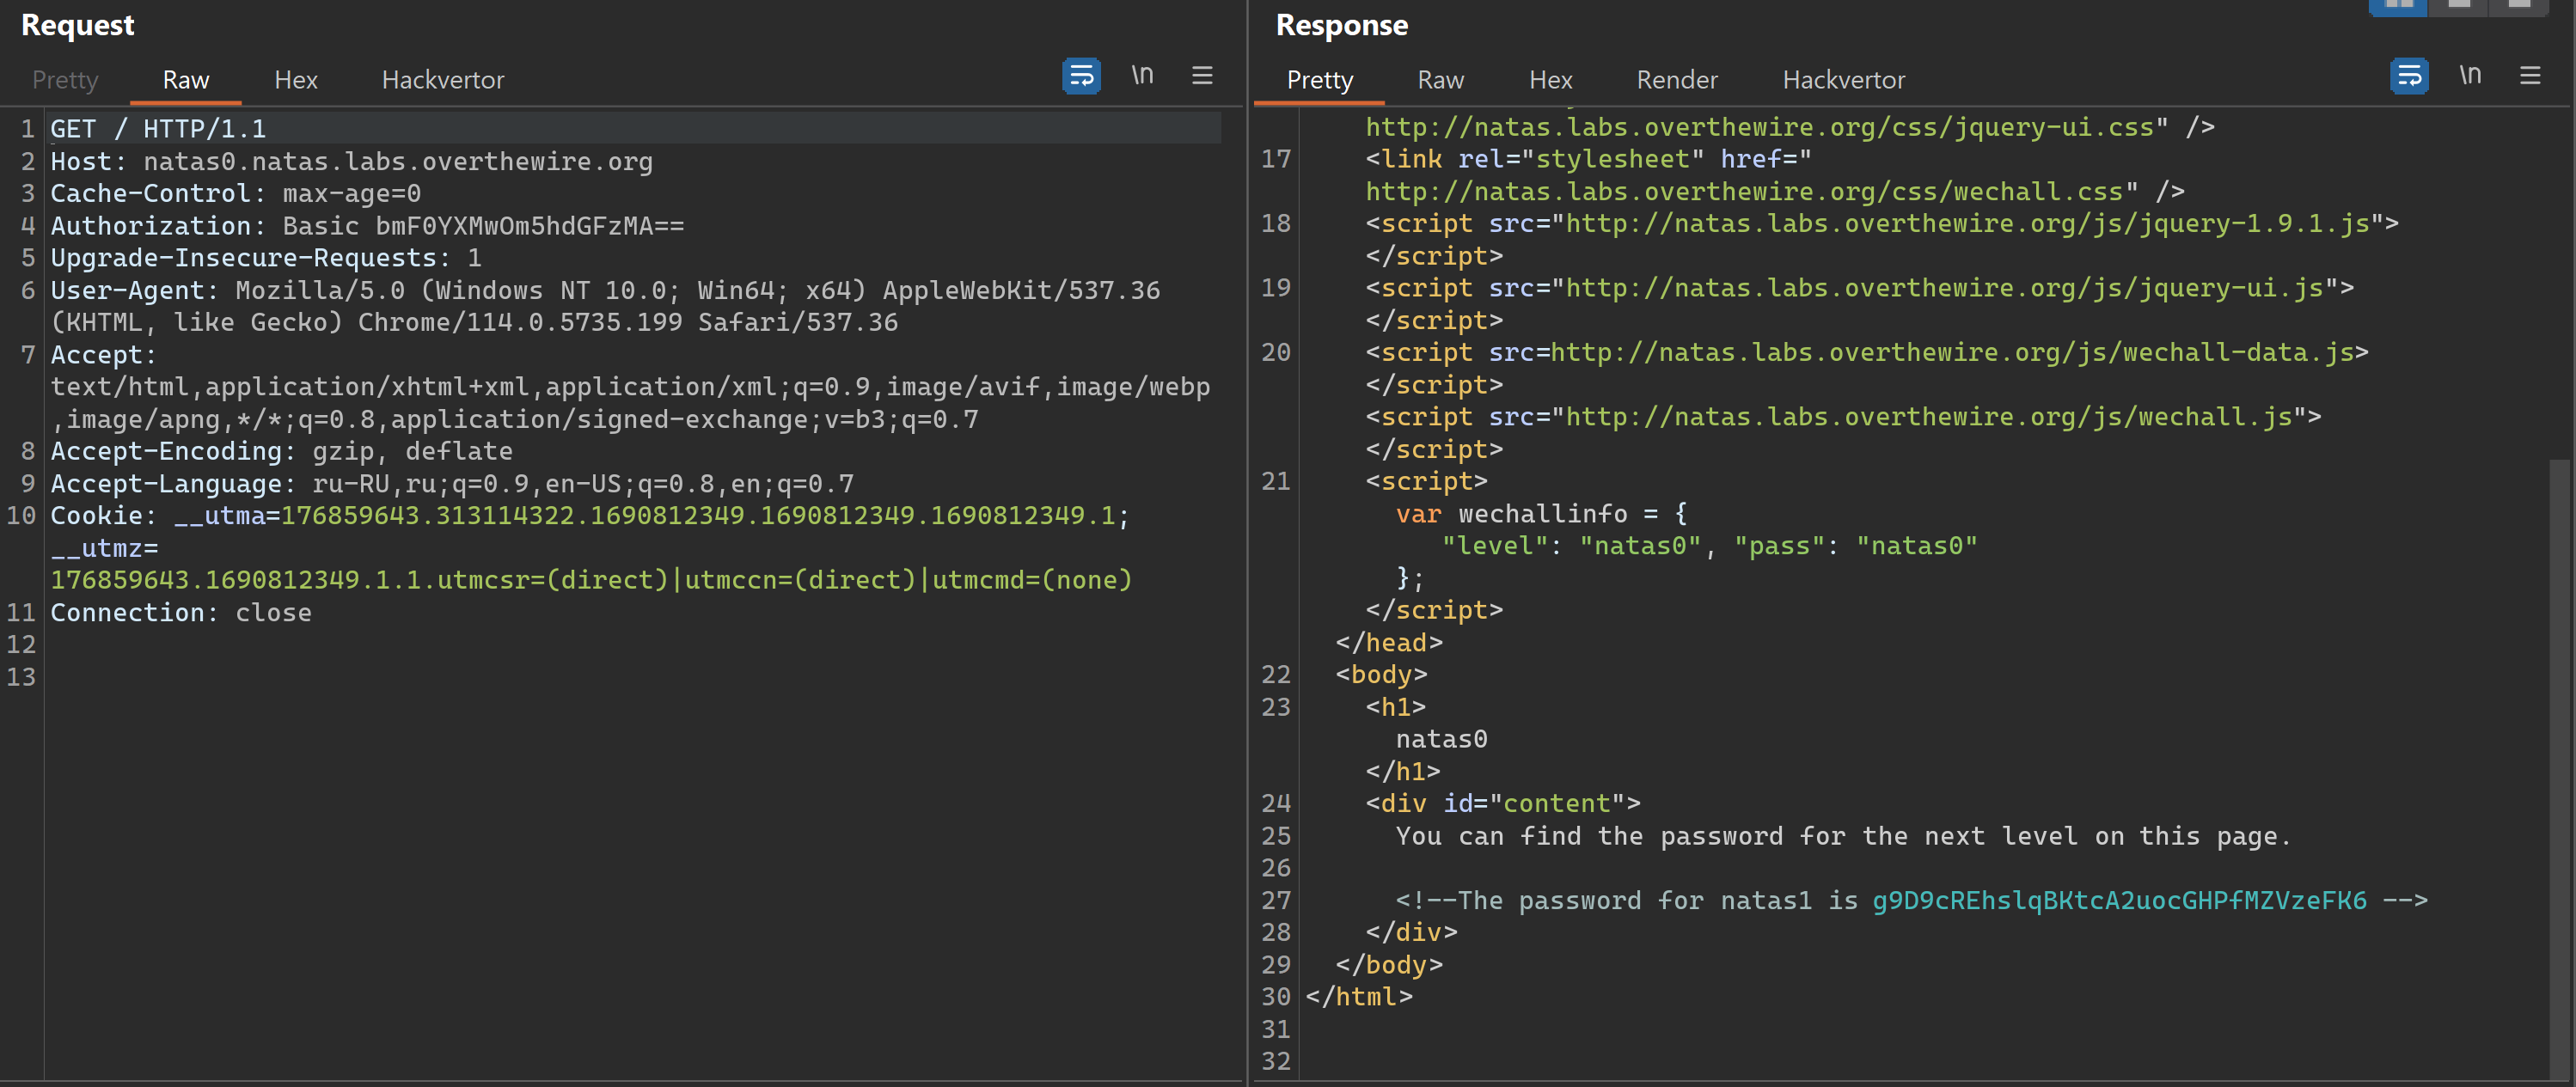 Request
Pretty Raw Hex Hackvertor \n
1 GET / HTTP/1.1
2 Host: natas0.natas.labs.overthewire.org
3 Cache-Control: max-age=0
4 Authorization: Basic bmF0YXMwOm5hdGFzMA==
5 Upgrade-Insecure-Requests: 1
6 User-Agent: Mozilla/5.0 (Windows NT 10.0; Win64; x64) AppleWebKit/537.36
(KHTML, like Gecko) Chrome/114.0.5735.199 Safari/537.36
7 Accept:
text/html,application/xhtml+xml,application/xml;q=0.9,image/avif,image/webp
,image/apng,*/*;q=0.8,application/signed-exchange;v=b3;q=0.7
8 Accept-Encoding: gzip, deflate
9 Accept-Language: ru-RU,ru;q=0.9,en-US;q=0.8,en;q=0.7
10 Cookie: __utma=176859643.313114322.1690812349.1690812349.1690812349.1;
__utmz=
176859643.1690812349.1.1.utmcsr=(direct)|utmccn=(direct)|utmcmd=(none)
11 Connection: close
12
13
Response
Pretty Raw Hex Render Hackvertor \n
http://natas.labs.overthewire.org/css/jquery-ui.css" />
17 <link rel="stylesheet" href="
http://natas.labs.overthewire.org/css/wechall.css" />
18 <script src="http://natas.labs.overthewire.org/js/jquery-1.9.1.js">
</script>
19 <script src="http://natas.labs.overthewire.org/js/jquery-ui.js">
</script>
20 <script src=http://natas.labs.overthewire.org/js/wechall-data.js>
</script>
<script src="http://natas.labs.overthewire.org/js/wechall.js">
</script>
21 <script>
var wechallinfo = {
"level": "natas0", "pass": "natas0"
};
</script>
</head>
22 <body>
23 <h1>
natas0
</h1>
24 <div id="content">
25 You can find the password for the next level on this page.
26
27 <!--The password for natas1 is g9D9cREhslqBKtcA2uocGHPfMZVzeFK6 -->
28 </div>
29 </body>
30 </html>
31
32